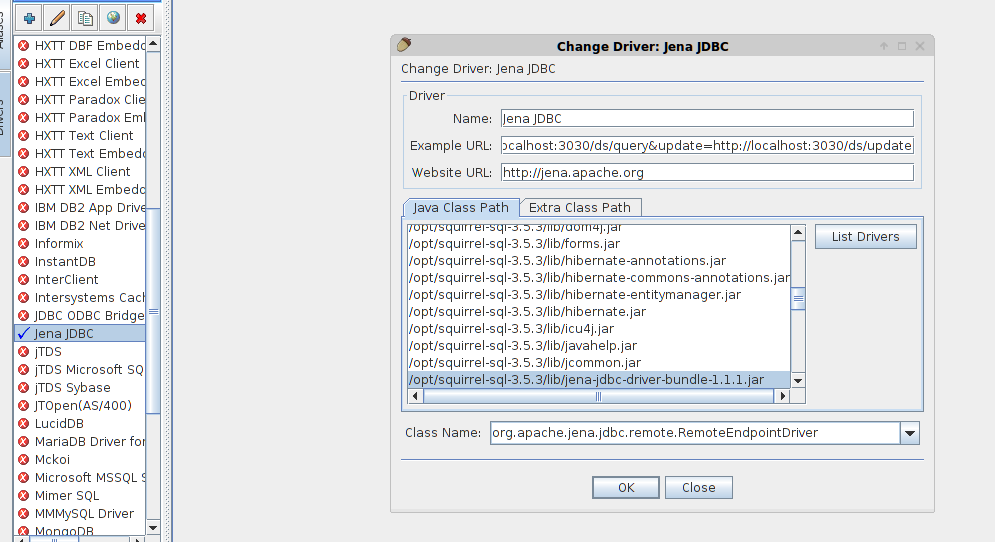 Aliases
Drivers
HXTT DBF Embedd
HXTT Excel Client
HXTT Excel Embed
HXTT Paradox Clie
HXTT Paradox Eml
HXTT Text Client
HXTT Text Embedd
HXTT XML Client
HXTT XML Embedd
IBM DB2 App Drive
IBM DB2 Net Drive
Informix
InstantDB
InterClient
Intersystems Cach
JDBC ODBC Bridge
Jena JDBC
jTDS
jTDS Microsoft SQ
jTDS Sybase
JTOpen(AS/400)
LucidDB
MariaDB Driver for
Mckoi
Microsoft MSSQL S
Mimer SQL
MMMySQL Driver
MongoDB
Change Driver: Jena JDBC
Change Driver: Jena JDBC
Driver
Name: Jena JDBC
Example URL: ocalhost:3030/ds/query&update=http://localhost:3030/ds/update
Website URL: http://jena.apache.org
Java Class Path Extra Class Path
/opt/squirrel-sql-3.5.3/lib/dom4j.jar
/opt/squirrel-sql-3.5.3/lib/forms.jar
/opt/squirrel-sql-3.5.3/lib/hibernate-annotations.jar
/opt/squirrel-sql-3.5.3/lib/hibernate-commons-annotations.jar
/opt/squirrel-sql-3.5.3/lib/hibernate-entitymanager.jar
/opt/squirrel-sql-3.5.3/lib/hibernate.jar
/opt/squirrel-sql-3.5.3/lib/icu4j.jar
/opt/squirrel-sql-3.5.3/lib/javahelp.jar
/opt/squirrel-sql-3.5.3/lib/jcommon.jar
/opt/squirrel-sql-3.5.3/lib/jena-jdbc-driver-bundle-1.1.1.jar
List Drivers
Class Name: org.apache.jena.jdbc.remote.RemoteEndpointDriver
OK Close